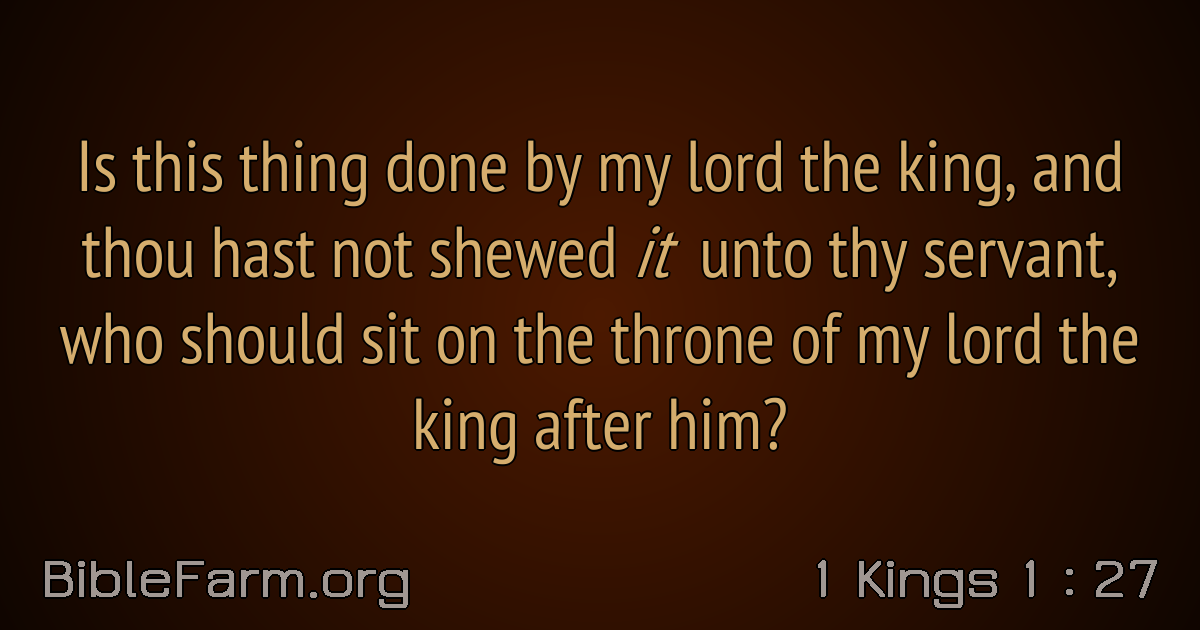 Is this thing done by my lord the king, and
thou hast not shewed it unto thy servant,
who should sit on the throne of my lord the
king after him?
BibleFarm.org
1 Kings 1 : 27